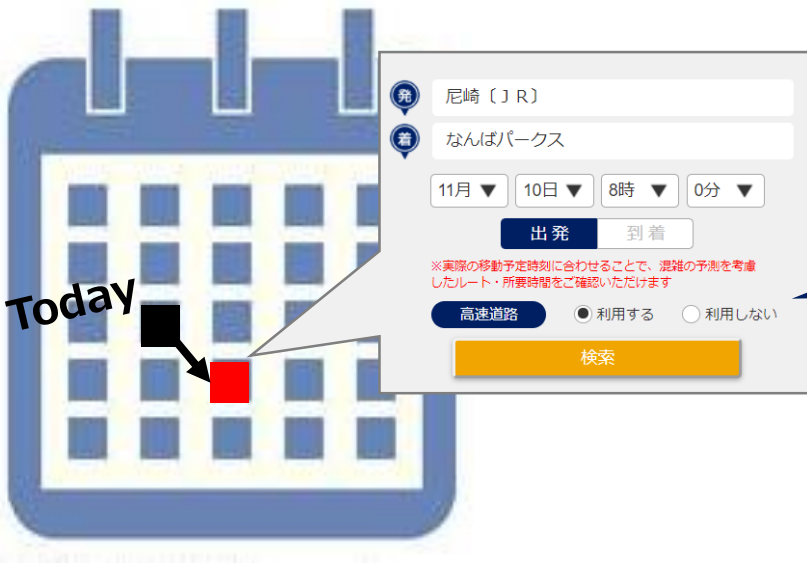 Today
発
尼崎〔ＪＲ〕
着
なんばパークス
11月 ▼ 10日 ▼ 8時 ▼ 0分 ▼
出発 到着
※実際の移動予定時刻に合わせることで、混雑の予測を考慮
したルート・所要時間をご確認いただけます
高速道路 利用する 利用しない
検索